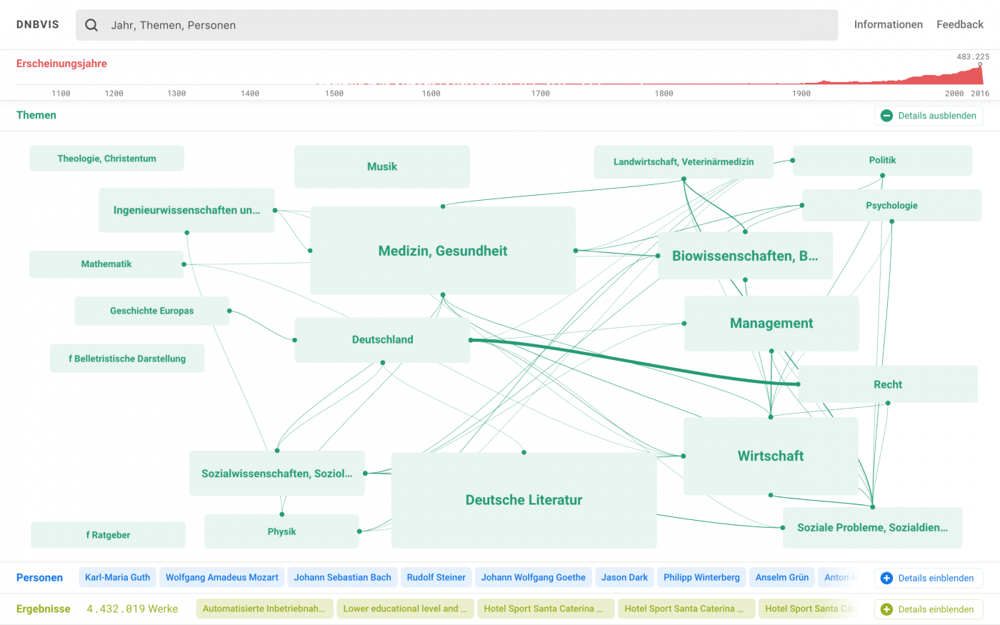 DNBVIS
Jahr, Themen, Personen
Informationen
Feedback
Erscheinungsjahre
483.225
1100 1200 1300 1400 1500 1600 1700 1800 1900 2000 2016
Themen
Details ausblenden
Theologie, Christentum
Musik
Landwirtschaft, Veterinärmedizin
Politik
Ingenieurwissenschaften un...
Psychologie
Medizin, Gesundheit
Biowissenschaften, B...
Mathematik
Geschichte Europas
Management
Deutschland
f Belletristische Darstellung
Recht
Wirtschaft
Sozialwissenschaften, Soziol...
Deutsche Literatur
f Ratgeber
Physik
Soziale Probleme, Sozialdien...
Personen
Karl-Maria Guth
Wolfgang Amadeus Mozart
Johann Sebastian Bach
Rudolf Steiner
Johann Wolfgang Goethe
Jason Dark
Philipp Winterberg
Anselm Grün
Anton-
Details einblenden
Ergebnisse
4.432.019 Werke
Automatisierte Inbetriebnah...
Lower educational level and ...
Hotel Sport Santa Caterina ...
Hotel Sport Santa Caterina ...
Hotel Sport Santa Cat
Details einblenden